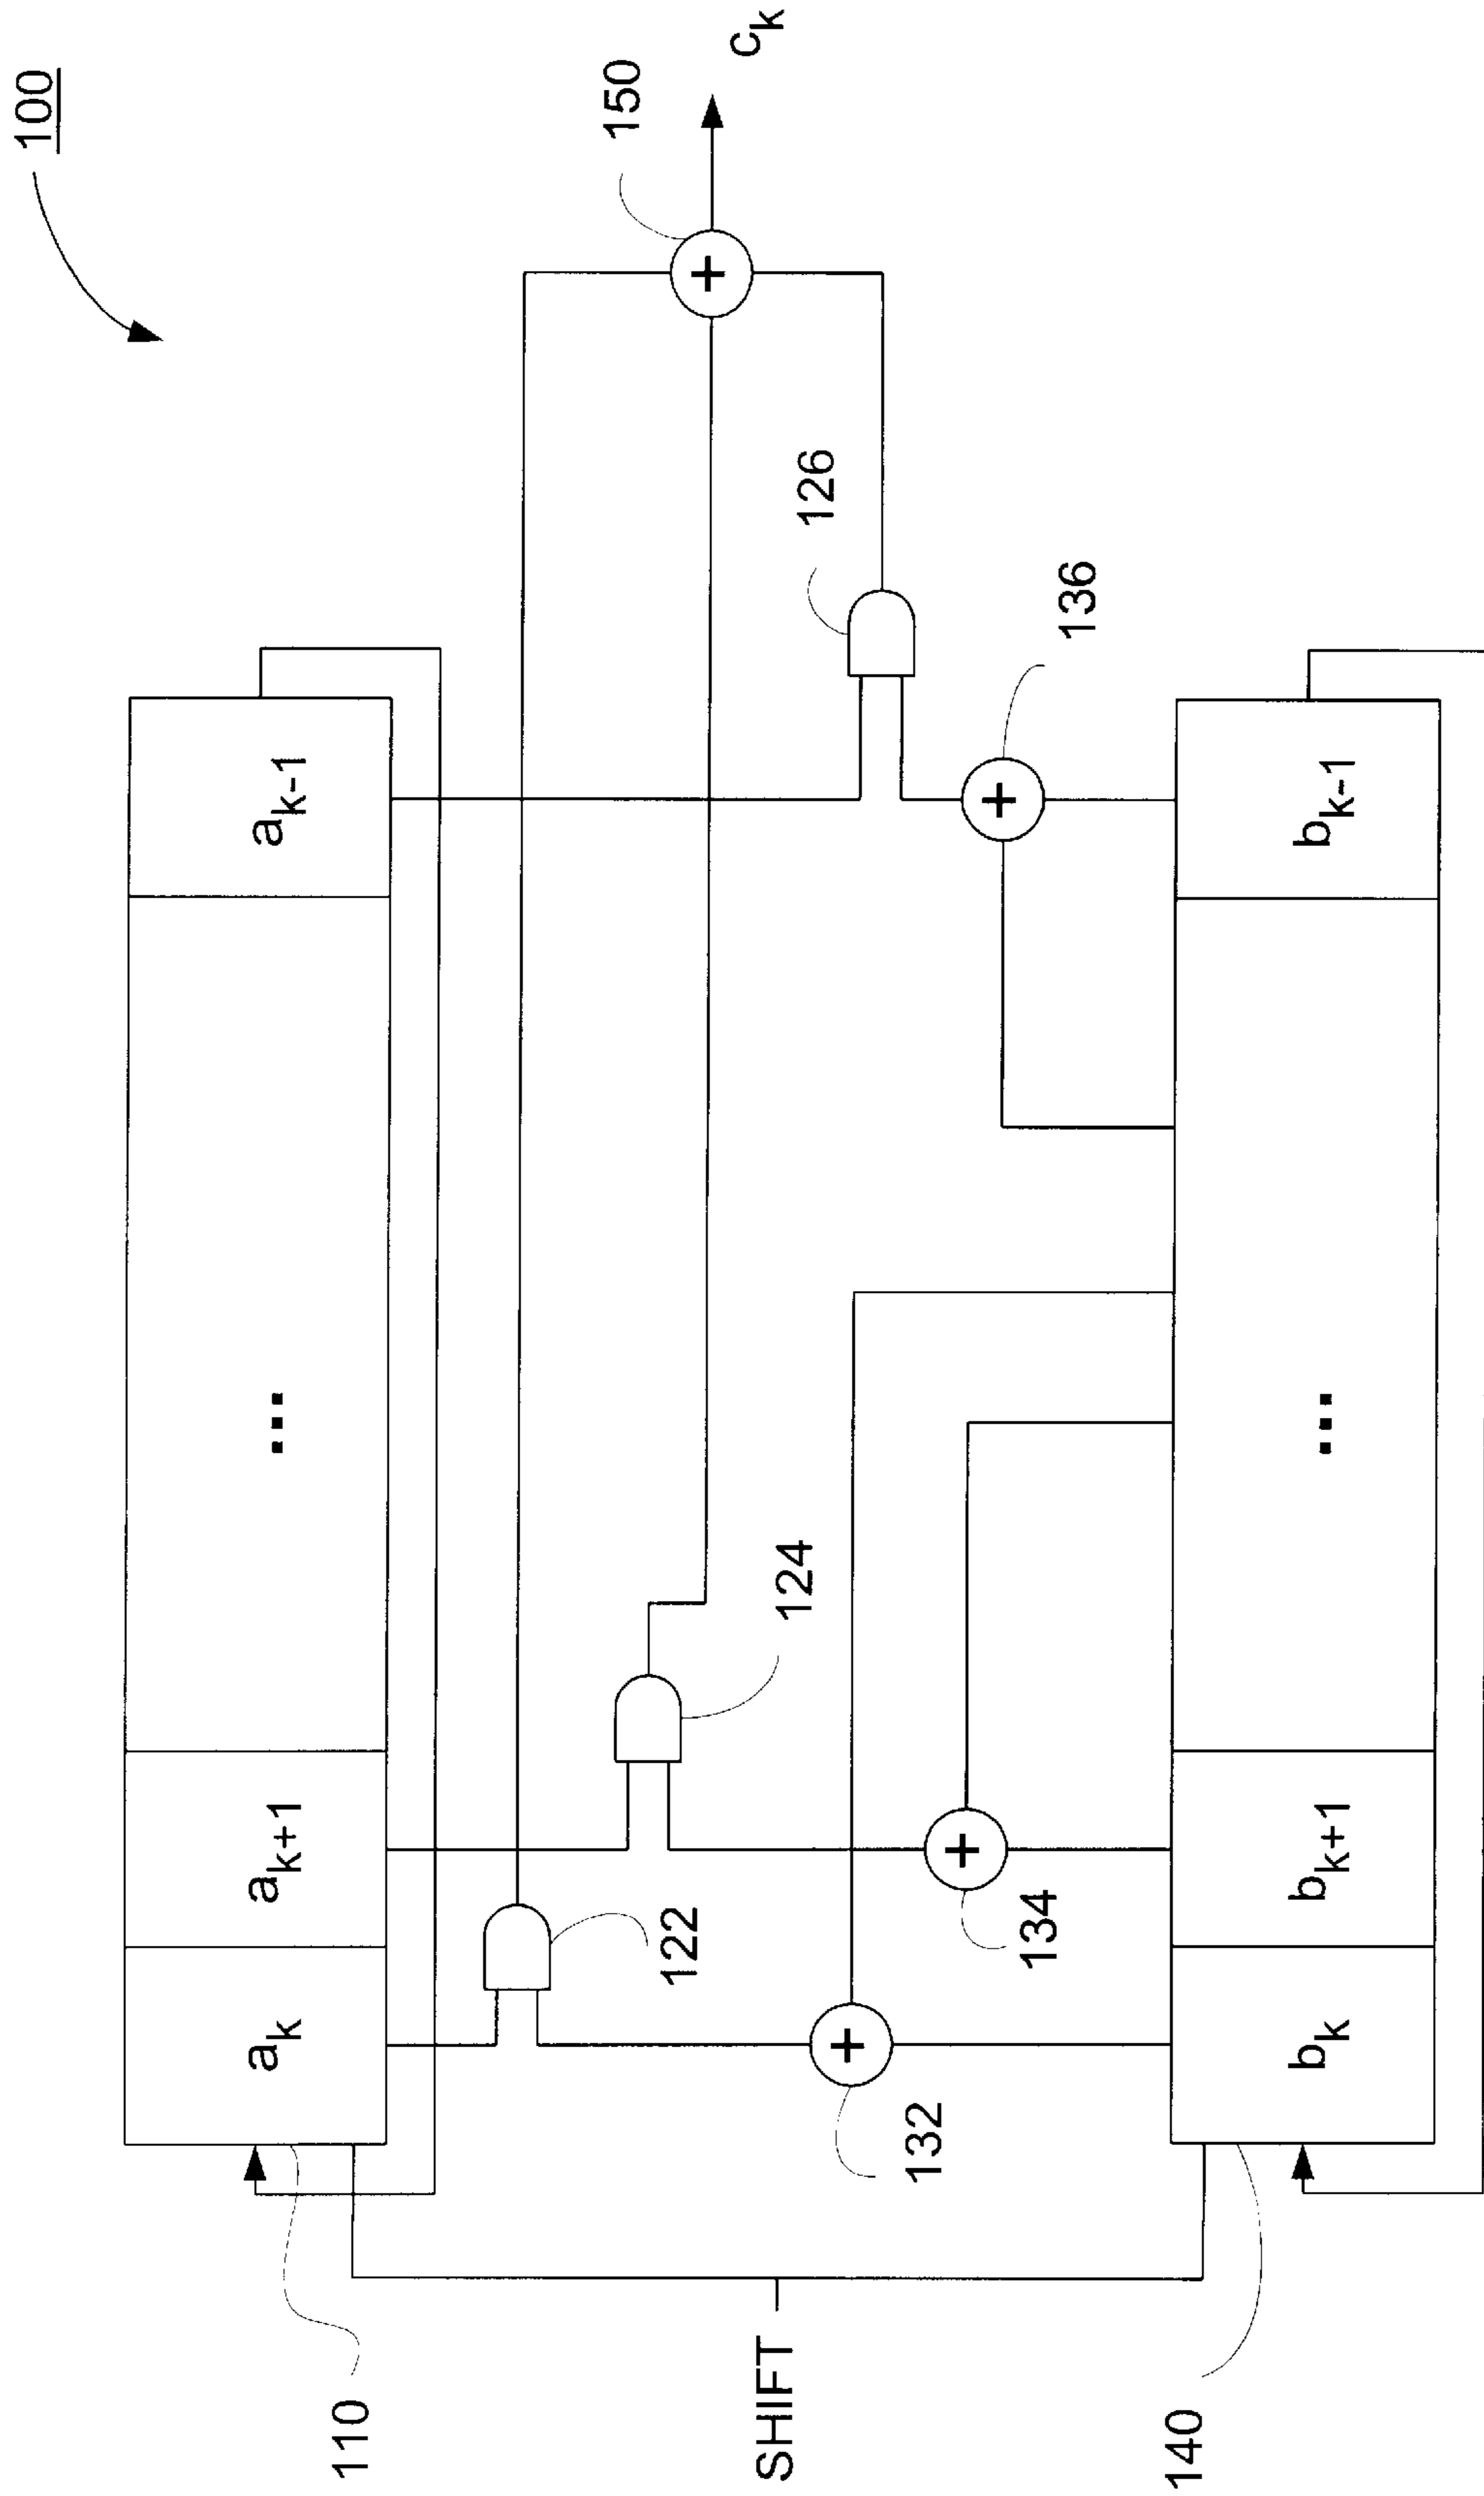 100
110
a_k
a_{k+1}
...
a_{k-1}
122
124
126
150
c_k
SHIFT
132
134
136
140
b_k
b_{k+1}
...
b_{k-1}
+
+
+
+